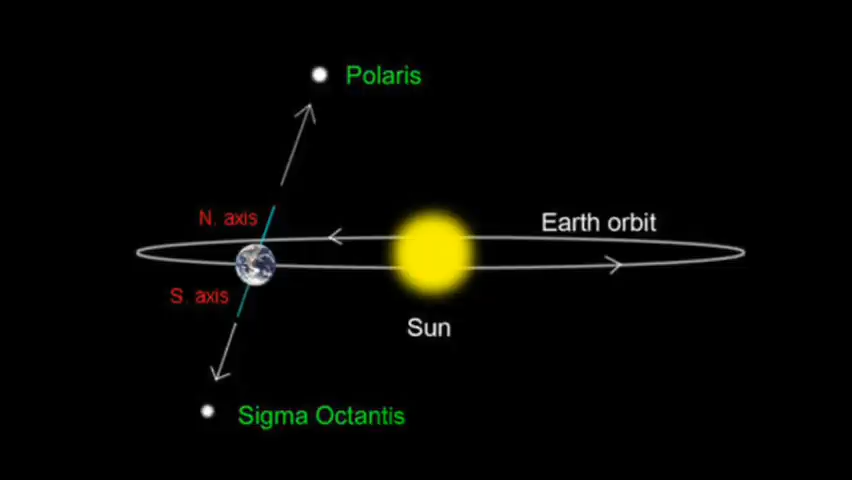 Polaris
N. axis
Earth orbit
S. axis
Sun
Sigma Octantis